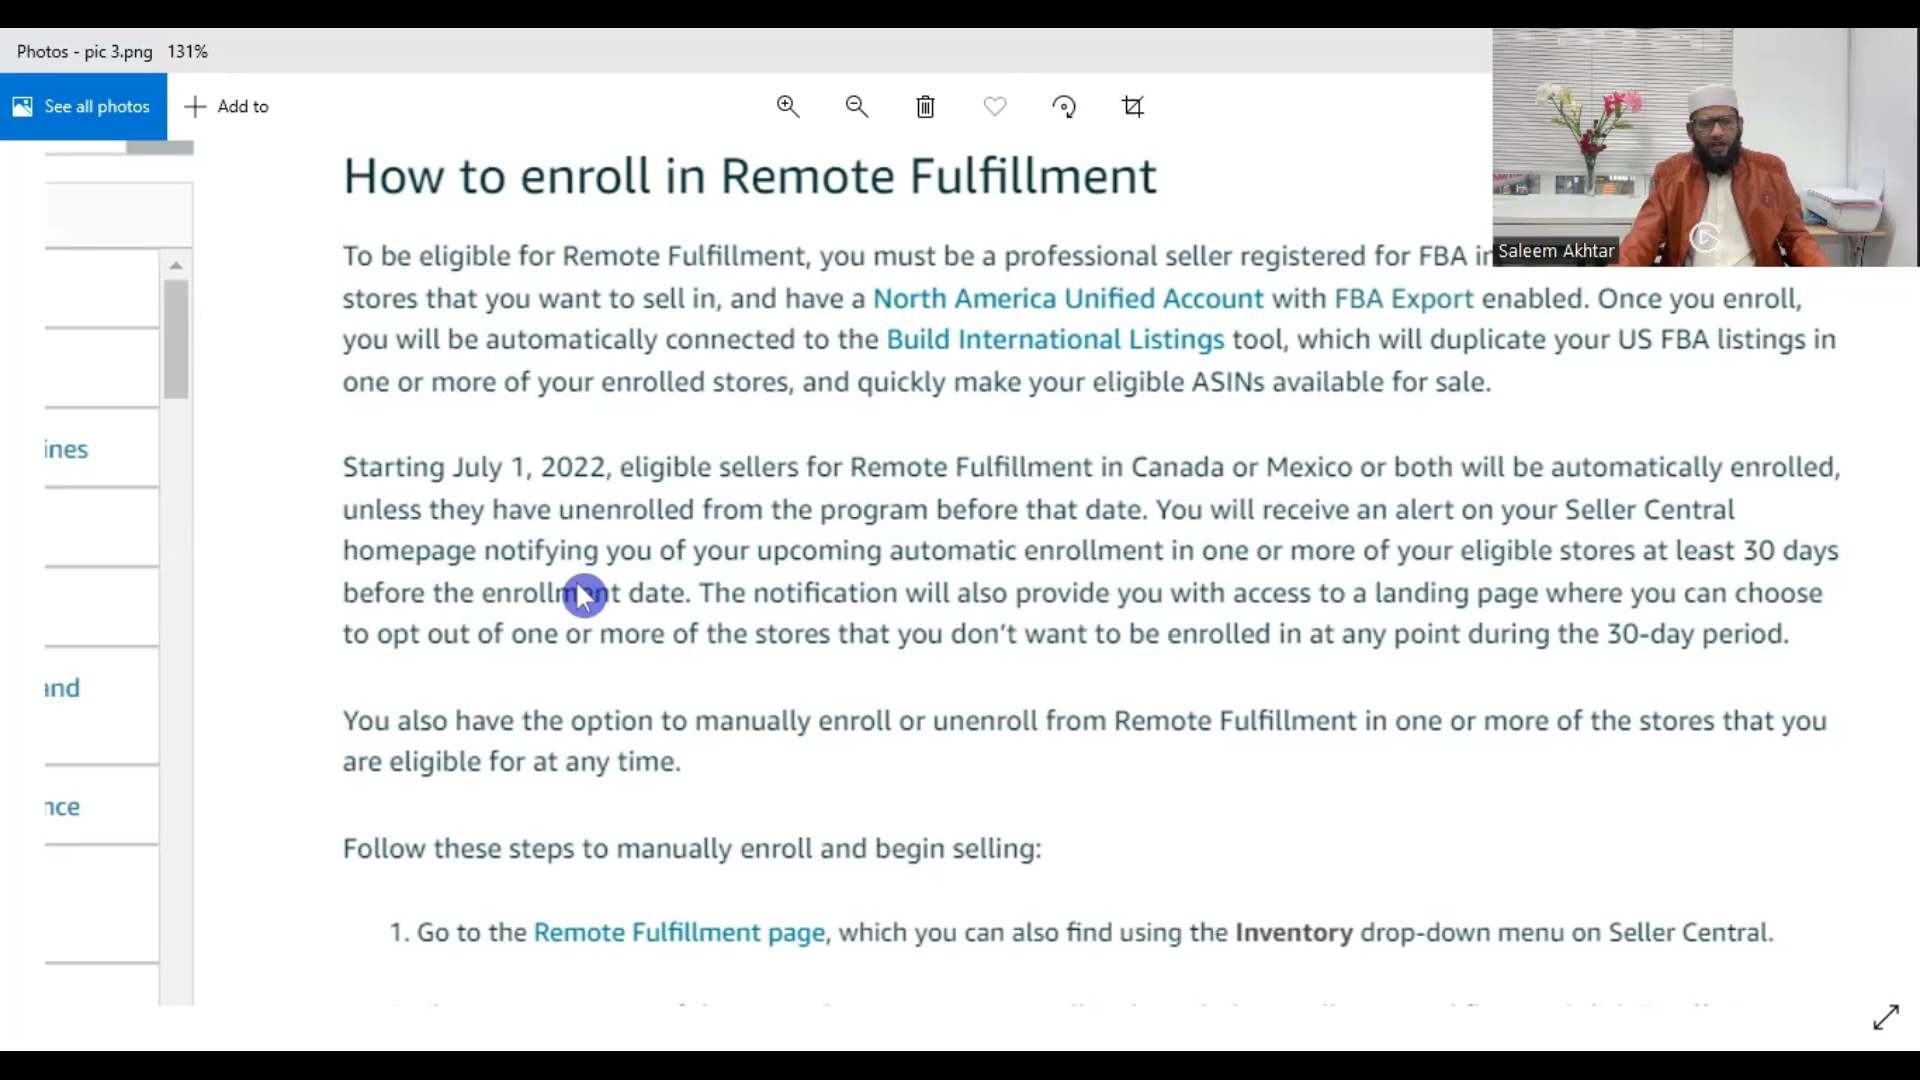 Photos - pic 3.png 131%
See all photos
Add to
Saleem Akhtar
How to enroll in Remote Fulfillment
To be eligible for Remote Fulfillment, you must be a professional seller registered for FBA in
stores that you want to sell in, and have a North America Unified Account with FBA Export enabled. Once you enroll,
you will be automatically connected to the Build International Listings tool, which will duplicate your US FBA listings in
one or more of your enrolled stores, and quickly make your eligible ASINs available for sale.
Starting July 1, 2022, eligible sellers for Remote Fulfillment in Canada or Mexico or both will be automatically enrolled,
unless they have unenrolled from the program before that date. You will receive an alert on your Seller Central
homepage notifying you of your upcoming automatic enrollment in one or more of your eligible stores at least 30 days
before the enrollment date. The notification will also provide you with access to a landing page where you can choose
to opt out of one or more of the stores that you don't want to be enrolled in at any point during the 30-day period.
You also have the option to manually enroll or unenroll from Remote Fulfillment in one or more of the stores that you
are eligible for at any time.
Follow these steps to manually enroll and begin selling:
1. Go to the Remote Fulfillment page, which you can also find using the Inventory drop-down menu on Seller Central.
ines
and
nce